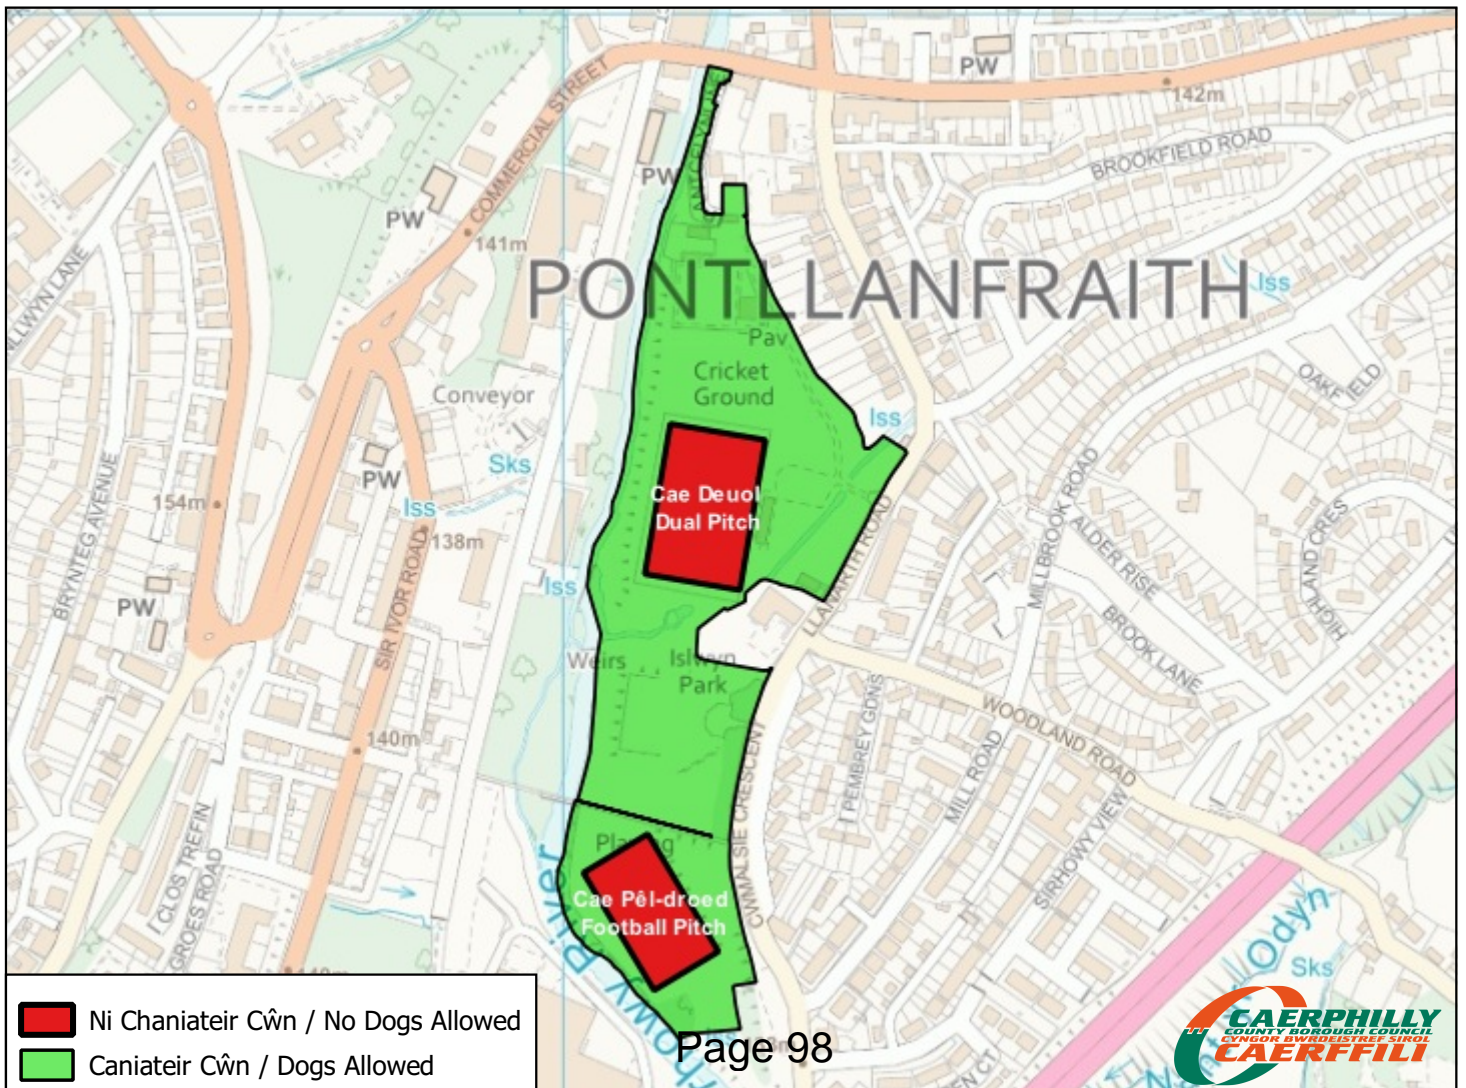 COMMERCIAL STREET
PW
142m
BROOKFIELD ROAD
PW
PW
141m
PONTLLANFRAITH
Iss
Pav
Cricket
Ground
Conveyor
OAKFIELD
Iss
Sks
PW
Iss
154m
138m
Cae Deuol
Dual Pitch
BRYNTEG AVENUE
SIR IVOR ROAD
LLANARTH ROAD
MILLBROOK ROAD
ALDER RISE
HIGHLAND CRES
Iss
PW
BROOK LANE
Weirs
Islwyn
Park
WOODLAND ROAD
PEMBREY GDNS
MILL ROAD
SIRHOWY VIEW
140m
CWMALSIE CRESCENT
CLOS TREFIN
GROES ROAD
Playing
Cae Pêl-droed
Football Pitch
River
Sks
Ni Chaniateir Cŵn / No Dogs Allowed
Caniateir Cŵn / Dogs Allowed
Page 98
CAERPHILLY
COUNTY BOROUGH COUNCIL
CYNGOR BWRDEISTREF SIROL
CAERFFILI